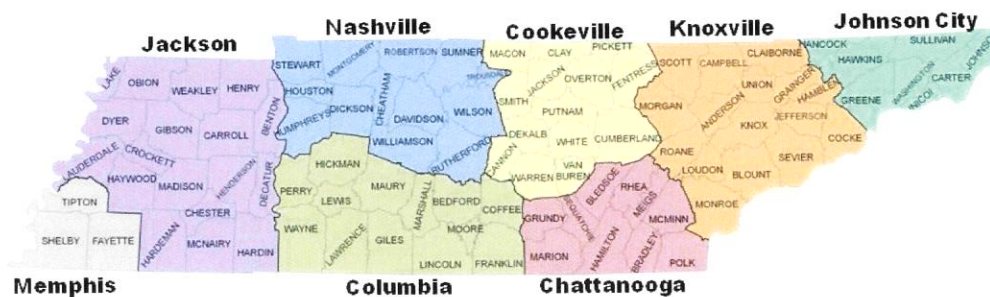 Jackson
Nashville
Cookeville
Knoxville
Johnson City
LAKE
OBION
WEAKLEY
HENRY
DYER
GIBSON
CARROLL
BENTON
LAUDERDALE
CROCKETT
HAYWOOD
MADISON
HENDERSON
DECATUR
CHESTER
HARDEMAN
MCNAIRY
HARDIN
TIPTON
SHELBY
FAYETTE
STEWART
MONTGOMERY
ROBERTSON
SUMNER
TROUSDALE
HOUSTON
HUMPHREYS
DICKSON
CHEATHAM
DAVIDSON
WILSON
WILLIAMSON
RUTHERFORD
HICKMAN
PERRY
LEWIS
MAURY
MARSHALL
BEDFORD
COFFEE
WAYNE
LAWRENCE
GILES
MOORE
LINCOLN
FRANKLIN
MACON
CLAY
PICKETT
JACKSON
OVERTON
FENTRESS
SMITH
PUTNAM
DEKALB
WHITE
CUMBERLAND
CANNON
WARREN
VAN
BUREN
BLEDSOE
RHEA
MEIGS
GRUNDY
SEQUATCHIE
MCMINN
MARION
HAMILTON
BRADLEY
POLK
SCOTT
CAMPBELL
CLAIBORNE
UNION
GRAINGER
HAMBLEN
MORGAN
ANDERSON
KNOX
JEFFERSON
COCKE
ROANE
LOUDON
BLOUNT
SEVIER
MONROE
HANCOCK
HAWKINS
SULLIVAN
JOHNS
GREENE
WASHINGTON
CARTER
NICOI
Memphis
Columbia
Chattanooga